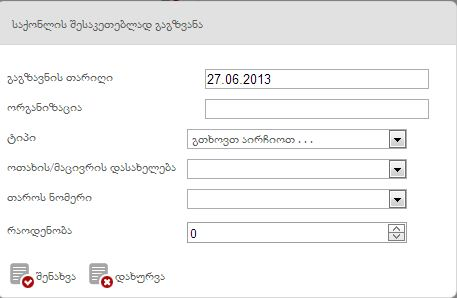 საქონლის შესაკეთებლად გაგზვანა
გაგზავნის თარიღი 27.06.2013
ორგანიზაცია
ტიპი გთხოვთ აირჩიოთ . . .
ოთახის/მაცივრის დასახელება
თაროს ნომერი
რაოდენობა 0
შენახვა დახურვა